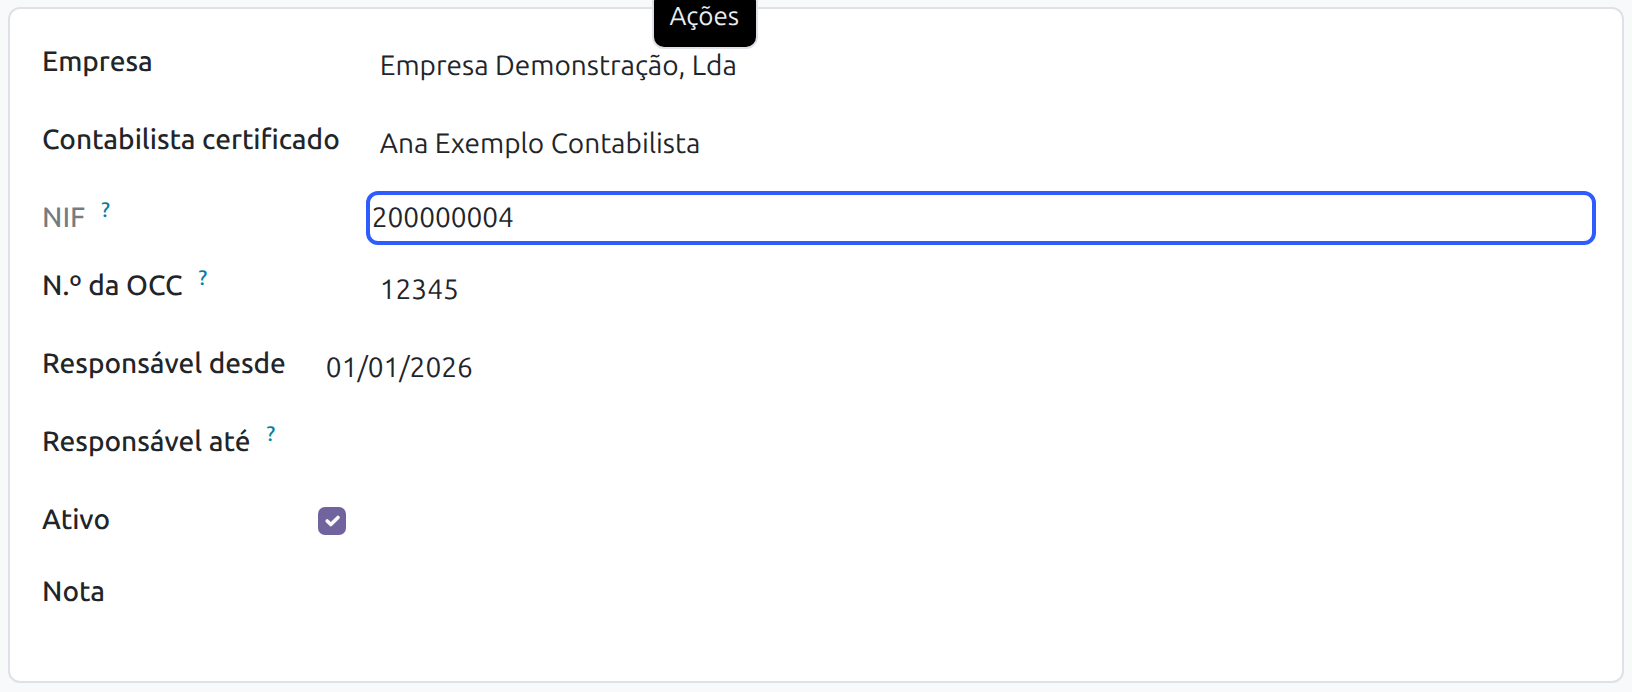 Ações
Empresa Empresa Demonstração, Lda
Contabilista certificado Ana Exemplo Contabilista
NIF ? 200000004
N.º da OCC ? 12345
Responsável desde 01/01/2026
Responsável até ?
Ativo
Nota